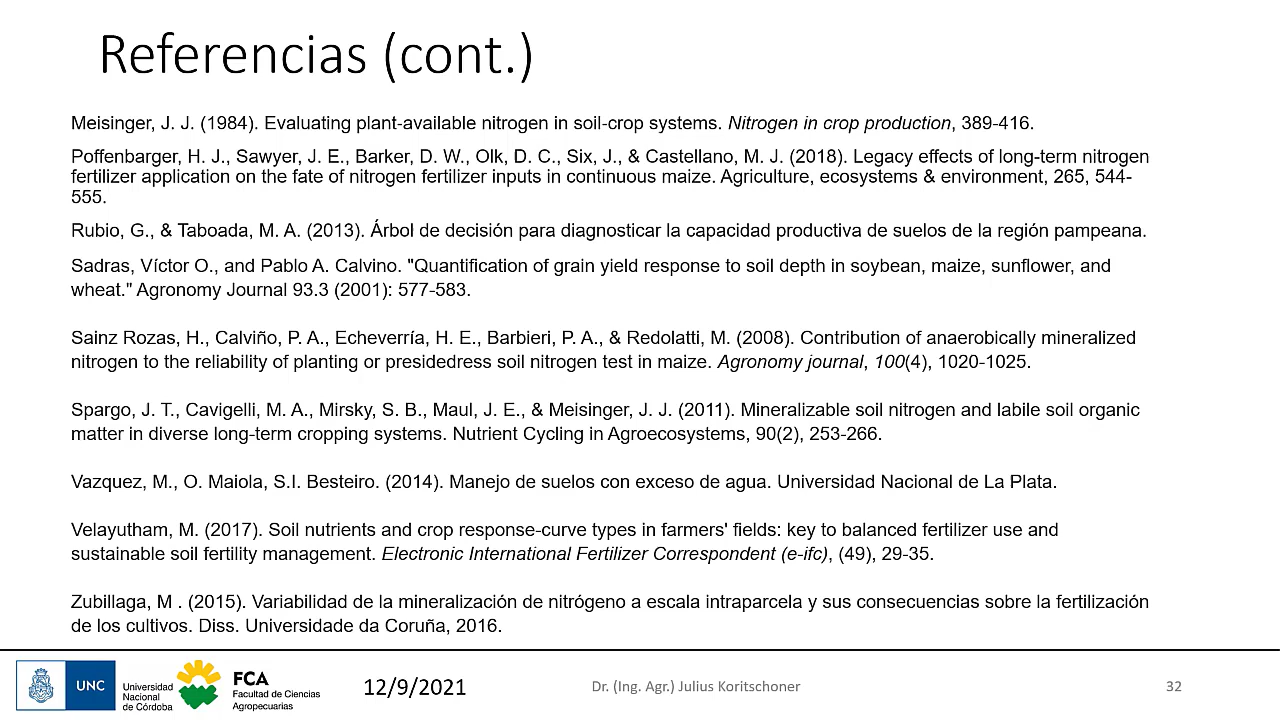 Referencias (cont.)
Meisinger, J. J. (1984). Evaluating plant-available nitrogen in soil-crop systems. Nitrogen in crop production, 389-416.
Poffenbarger, H. J., Sawyer, J. E., Barker, D. W., Olk, D. C., Six, J., & Castellano, M. J. (2018). Legacy effects of long-term nitrogen
fertilizer application on the fate of nitrogen fertilizer inputs in continuous maize. Agriculture, ecosystems & environment, 265, 544-
555.
Rubio, G., & Taboada, M. A. (2013). Árbol de decisión para diagnosticar la capacidad productiva de suelos de la región pampeana.
Sadras, Víctor O., and Pablo A. Calvino. "Quantification of grain yield response to soil depth in soybean, maize, sunflower, and
wheat." Agronomy Journal 93.3 (2001): 577-583.
Sainz Rozas, H., Calviño, P. A., Echeverría, H. E., Barbieri, P. A., & Redolatti, M. (2008). Contribution of anaerobically mineralized
nitrogen to the reliability of planting or presidedress soil nitrogen test in maize. Agronomy journal, 100(4), 1020-1025.
Spargo, J. T., Cavigelli, M. A., Mirsky, S. B., Maul, J. E., & Meisinger, J. J. (2011). Mineralizable soil nitrogen and labile soil organic
matter in diverse long-term cropping systems. Nutrient Cycling in Agroecosystems, 90(2), 253-266.
Vazquez, M., O. Maiola, S.I. Besteiro. (2014). Manejo de suelos con exceso de agua. Universidad Nacional de La Plata.
Velayutham, M. (2017). Soil nutrients and crop response-curve types in farmers' fields: key to balanced fertilizer use and
sustainable soil fertility management. Electronic International Fertilizer Correspondent (e-ifc), (49), 29-35.
Zubillaga, M . (2015). Variabilidad de la mineralización de nitrógeno a escala intraparcela y sus consecuencias sobre la fertilización
de los cultivos. Diss. Universidade da Coruña, 2016.
UNC
Universidad
Nacional
de Córdoba
FCA
Facultad de Ciencias
Agropecuarias
12/9/2021
Dr. (Ing. Agr.) Julius Koritschoner
32